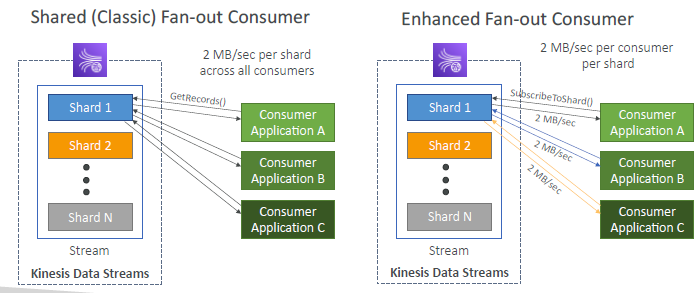 Shared (Classic) Fan-out Consumer
2 MB/sec per shard
across all consumers
GetRecords()
Shard 1
Shard 2
Shard N
Stream
Kinesis Data Streams
Consumer
Application A
Consumer
Application B
Consumer
Application C
Enhanced Fan-out Consumer
2 MB/sec per consumer
per shard
SubscribeToShard()
2 MB/sec
2 MB/sec
2 MB/sec
Shard 1
Shard 2
Shard N
Stream
Kinesis Data Streams
Consumer
Application A
Consumer
Application B
Consumer
Application C